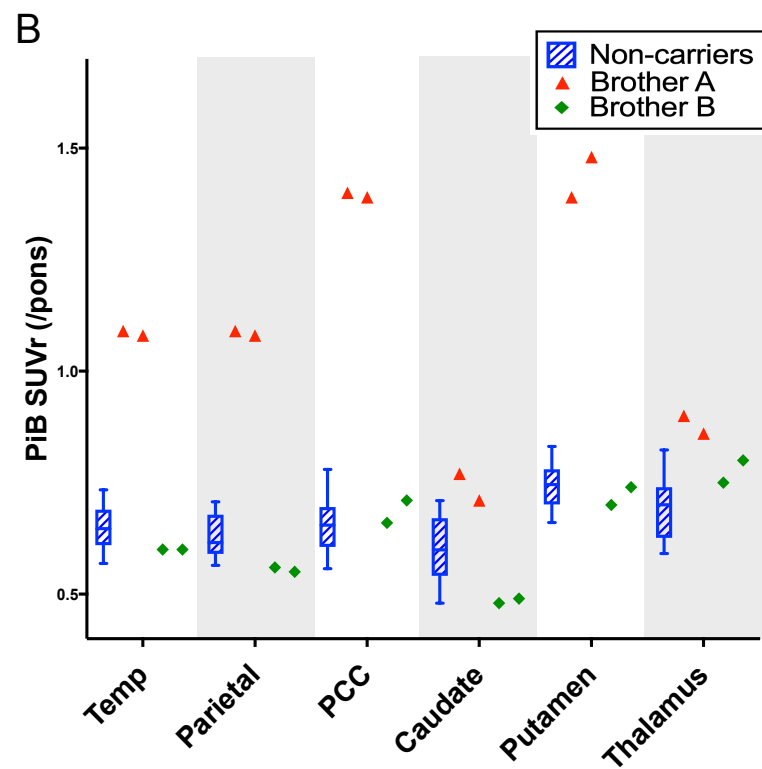 B
Non-carriers
Brother A
Brother B
PiB SUVr (/pons)
1.5
1.0
0.5
Temp
Parietal
PCC
Caudate
Putamen
Thalamus